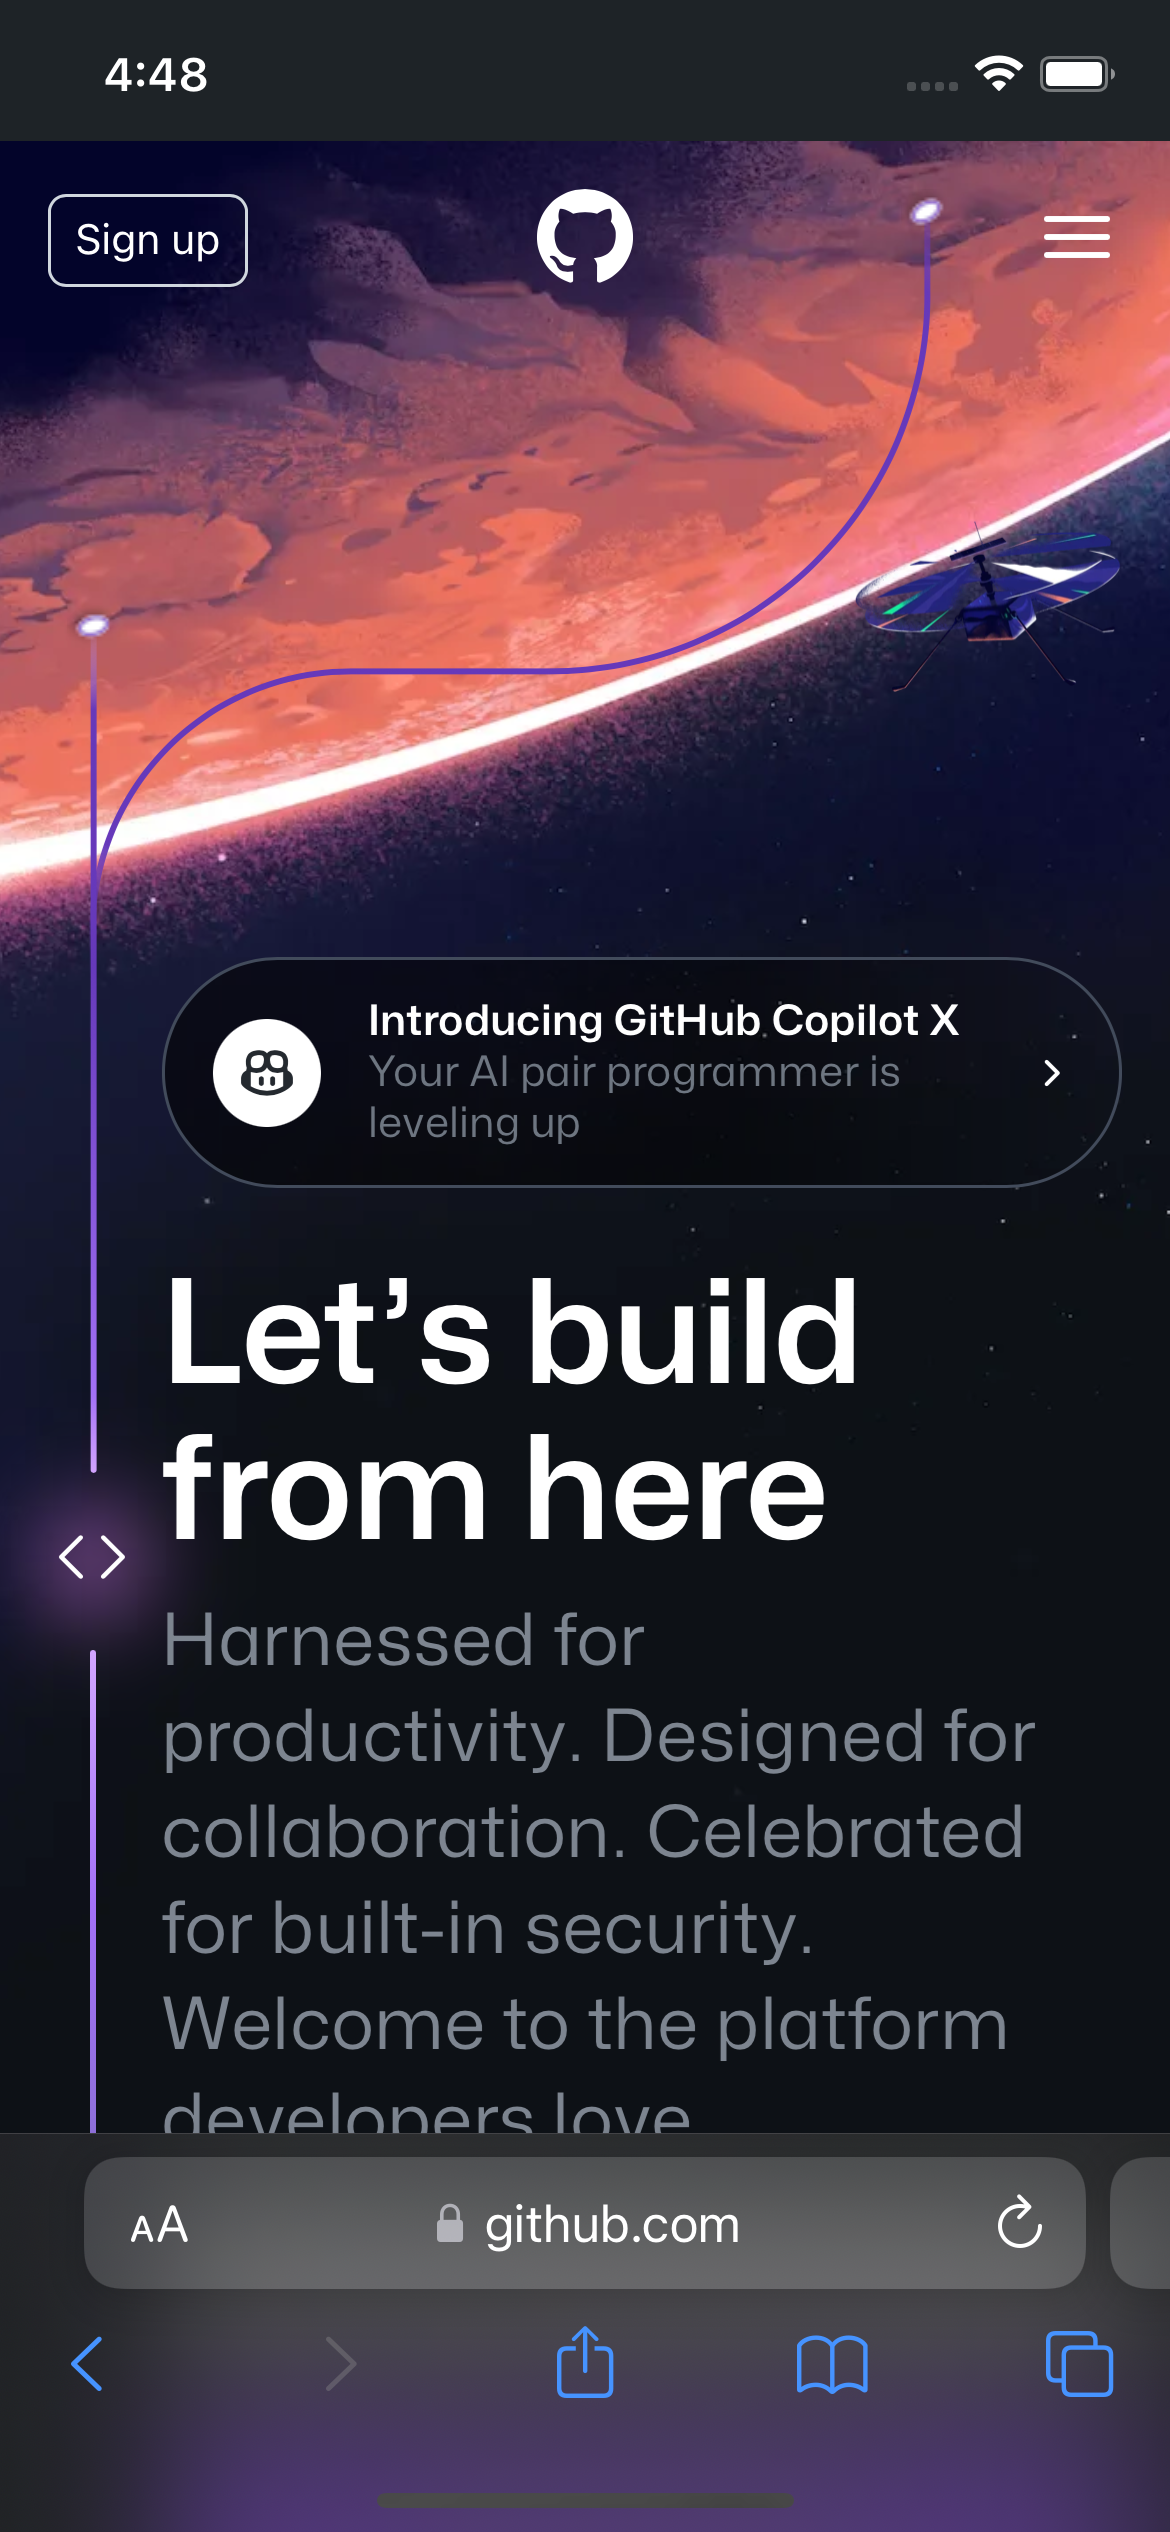 4:48
Sign up
Introducing GitHub Copilot X
Your AI pair programmer is
leveling up
Let’s build
from here
Harnessed for
productivity. Designed for
collaboration. Celebrated
for built-in security.
Welcome to the platform
developers love
AA
github.com